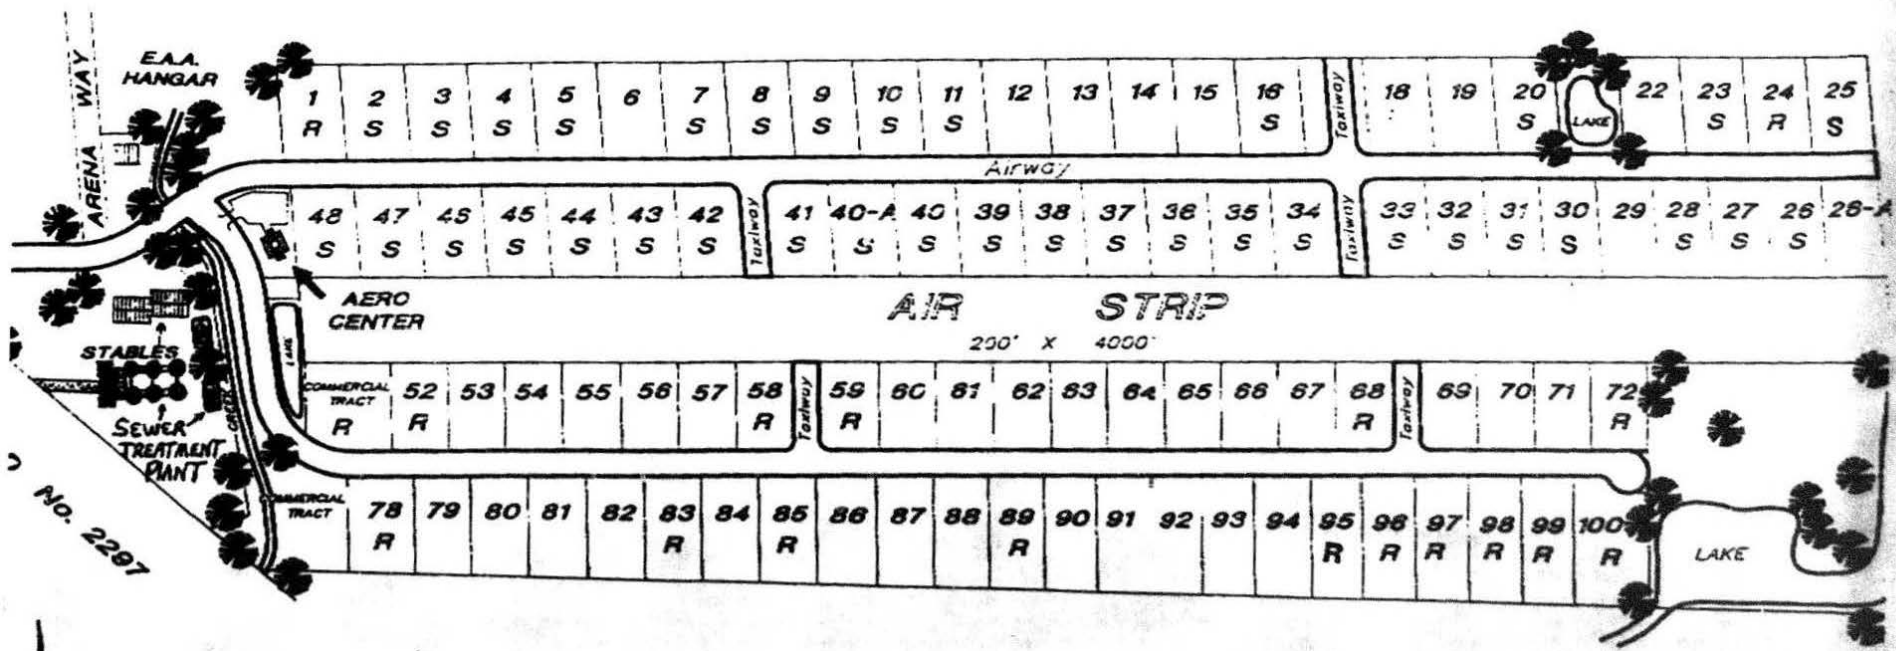 ARENA WAY
E.A.A.
HANGAR
1 2 3 4 5 6 7 8 9 10 11 12 13 14 15 16 18 19 20 22 23 24 25
R S S S S S S S S S S S S R S
Taxiway
LAKE
Airway
48 47 46 45 44 43 42 41 40-A 40 39 38 37 36 35 34 33 32 31 30 29 28 27 26 26-A
S S S S S S S S S S S S S S S S S S S S S S S
Taxiway
Taxiway
AERO
CENTER
AIR STRIP
200' X 4000'
STABLES
LAKE
COMMERCIAL
TRACT
R
52 53 54 55 56 57 58 59 60 61 62 63 64 65 66 67 68 69 70 71 72
R R R R R
Taxiway
Taxiway
SEWER
TREATMENT
PLANT
No. 2297
COMMERCIAL
TRACT
78 79 80 81 82 83 84 85 86 87 88 89 90 91 92 93 94 95 96 97 98 99 100
R R R R R R R R R R
LAKE